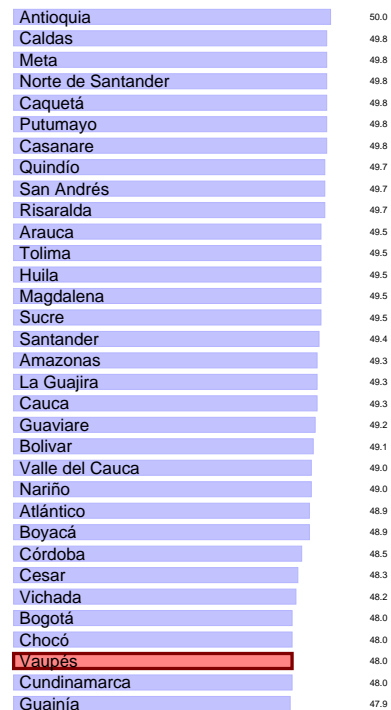 Antioquia 50.0
Caldas 49.8
Meta 49.8
Norte de Santander 49.8
Caquetá 49.8
Putumayo 49.8
Casanare 49.8
Quindío 49.7
San Andrés 49.7
Risaralda 49.7
Arauca 49.5
Tolima 49.5
Huila 49.5
Magdalena 49.5
Sucre 49.5
Santander 49.4
Amazonas 49.3
La Guajira 49.3
Cauca 49.3
Guaviare 49.2
Bolivar 49.1
Valle del Cauca 49.0
Nariño 49.0
Atlántico 48.9
Boyacá 48.9
Córdoba 48.5
Cesar 48.3
Vichada 48.2
Bogotá 48.0
Chocó 48.0
Vaupés 48.0
Cundinamarca 48.0
Guainía 47.9